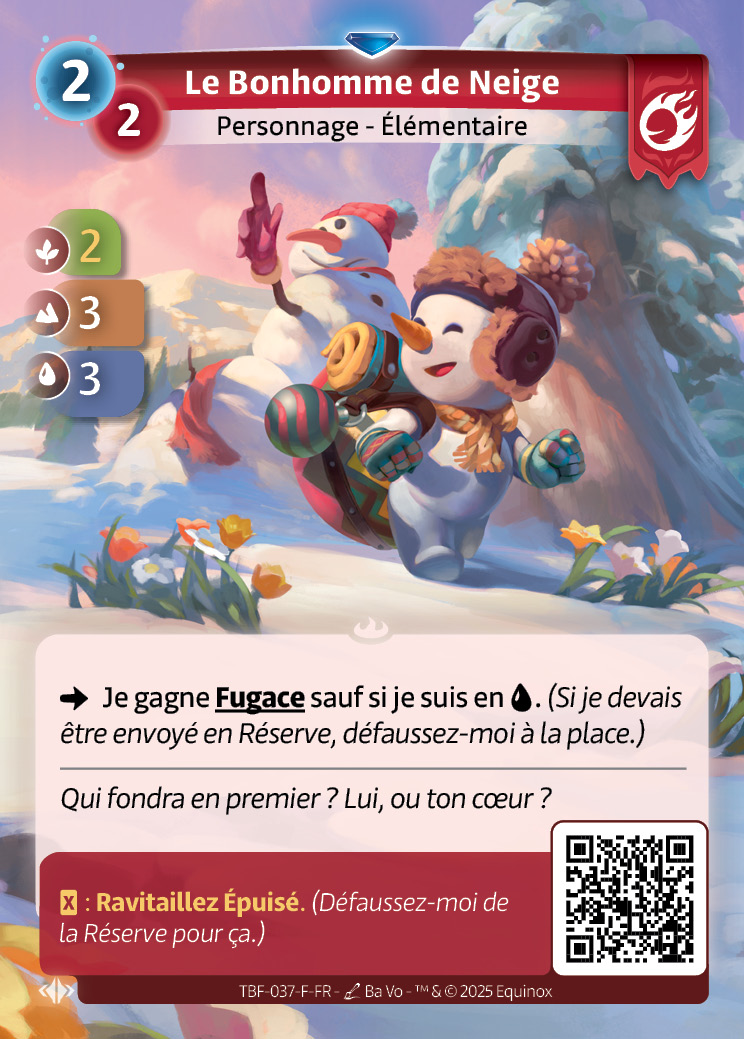 2
Le Bonhomme de Neige
2
Personnage - Élémentaire
2
3
3
Je gagne Fugace sauf si je suis en . (Si je devais
être envoyé en Réserve, défaussez-moi à la place.)
Qui fondra en premier ? Lui, ou ton cœur ?
X : Ravitaillez Épuisé. (Défaussez-moi de
la Réserve pour ça.)
TBF-037-F-FR - Ba Vo - ™ & © 2025 Equinox